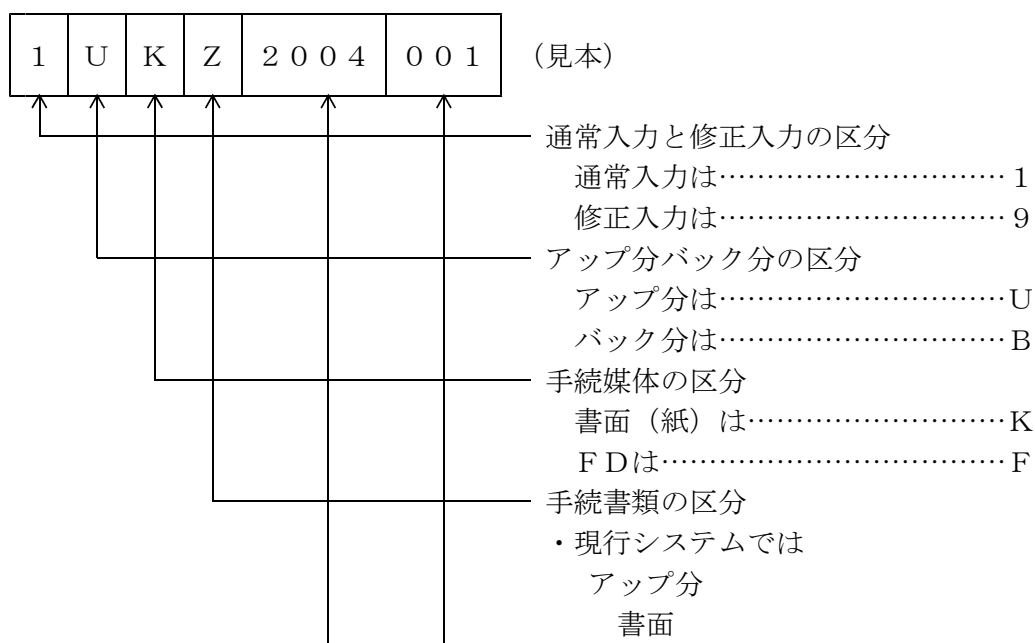 １ U K Z ２００４ ００１ （見本）
通常入力と修正入力の区分
通常入力は……………………………１
修正入力は……………………………９
アップ分バック分の区分
アップ分は……………………………U
バック分は……………………………B
手続媒体の区分
書面（紙）は…………………………K
ＦＤは…………………………………F
手続書類の区分
・現行システムでは
アップ分
書面